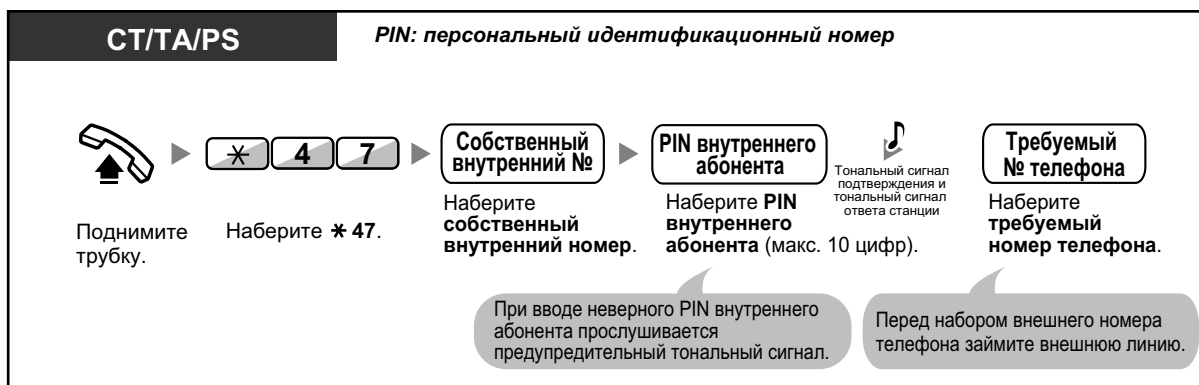 CT/TA/PS
PIN: персональный идентификационный номер
✳ 4 7
Собственный
внутренний №
PIN внутреннего
абонента
Тональный сигнал
подтверждения и
тональный сигнал
ответа станции
Требуемый
№ телефона
Поднимите
трубку.
Наберите ✳ 47.
Наберите
собственный
внутренний номер.
Наберите PIN
внутреннего
абонента (макс. 10 цифр).
Наберите
требуемый
номер телефона.
При вводе неверного PIN внутреннего
абонента прослушивается
предупредительный тональный сигнал.
Перед набором внешнего номера
телефона займите внешнюю линию.